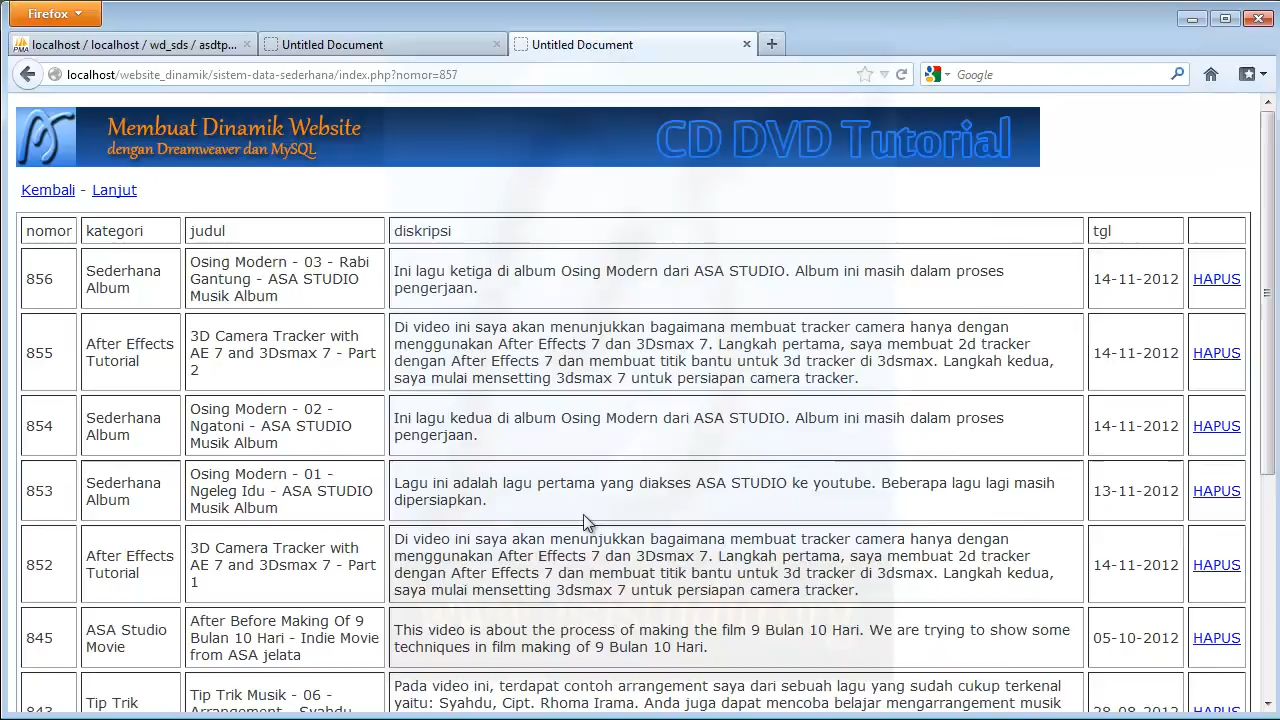 Firefox
localhost / localhost / wd_sds / asdtp...
Untitled Document
Untitled Document
localhost/website_dinamik/sistem-data-sederhana/index.php?nomor=857
Google
Membuat Dinamik Website
dengan Dreamweaver dan MySQL
CD DVD Tutorial
Kembali - Lanjut
nomor kategori judul diskripsi tgl
856
Sederhana
Album
Osing Modern - 03 - Rabi
Gantung - ASA STUDIO
Musik Album
Ini lagu ketiga di album Osing Modern dari ASA STUDIO. Album ini masih dalam proses
pengerjaan.
14-11-2012
HAPUS
855
After Effects
Tutorial
3D Camera Tracker with
AE 7 and 3Dsmax 7 - Part
2
Di video ini saya akan menunjukkan bagaimana membuat tracker camera hanya dengan
menggunakan After Effects 7 dan 3Dsmax 7. Langkah pertama, saya membuat 2d tracker
dengan After Effects 7 dan membuat titik bantu untuk 3d tracker di 3dsmax. Langkah kedua,
saya mulai mensetting 3dsmax 7 untuk persiapan camera tracker.
14-11-2012
HAPUS
854
Sederhana
Album
Osing Modern - 02 -
Ngatoni - ASA STUDIO
Musik Album
Ini lagu kedua di album Osing Modern dari ASA STUDIO. Album ini masih dalam proses
pengerjaan.
14-11-2012
HAPUS
853
Sederhana
Album
Osing Modern - 01 -
Ngeleg Idu - ASA STUDIO
Musik Album
Lagu ini adalah lagu pertama yang diakses ASA STUDIO ke youtube. Beberapa lagu lagi masih
dipersiapkan.
13-11-2012
HAPUS
852
After Effects
Tutorial
3D Camera Tracker with
AE 7 and 3Dsmax 7 - Part
1
Di video ini saya akan menunjukkan bagaimana membuat tracker camera hanya dengan
menggunakan After Effects 7 dan 3Dsmax 7. Langkah pertama, saya membuat 2d tracker
dengan After Effects 7 dan membuat titik bantu untuk 3d tracker di 3dsmax. Langkah kedua,
saya mulai mensetting 3dsmax 7 untuk persiapan camera tracker.
14-11-2012
HAPUS
845
ASA Studio
Movie
After Before Making Of 9
Bulan 10 Hari - Indie Movie
from ASA jelata
This video is about the process of making the film 9 Bulan 10 Hari. We are trying to show some
techniques in film making of 9 Bulan 10 Hari.
05-10-2012
HAPUS
Tip Trik
Tip Trik Musik - 06 -
Arrangement - Syahdu
Pada video ini, terdapat contoh arrangement saya dari sebuah lagu yang sudah cukup terkenal
yaitu: Syahdu, Cipt. Rhoma Irama. Anda juga dapat mencoba belajar mengarrangement musik
28-08-2012
HAPUS